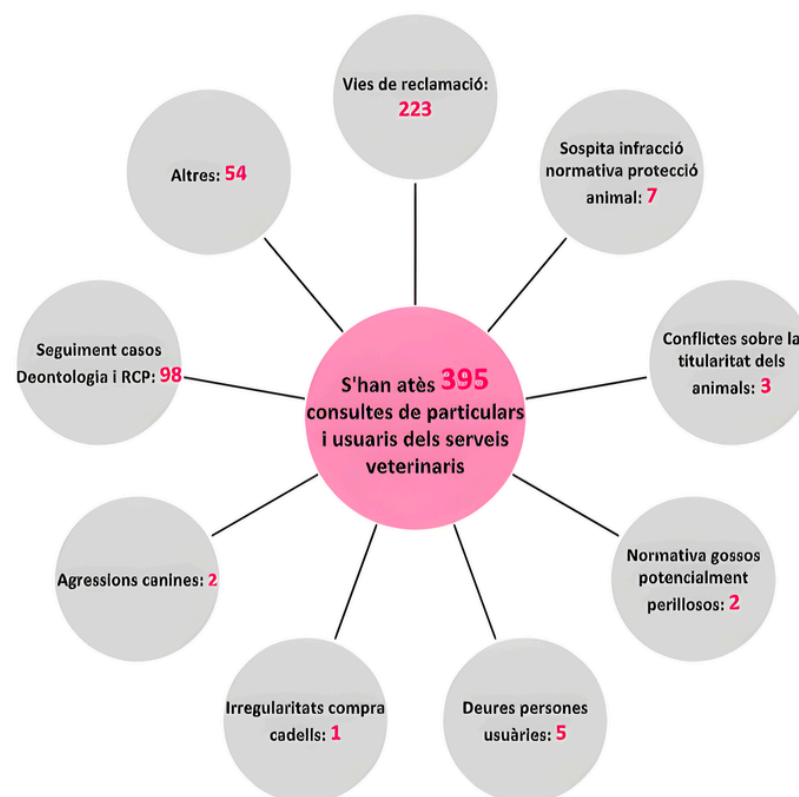 Vies de reclamació:
223
Sospita infracció
normativa protecció
animal: 7
Conflictes sobre la
titularitat dels
animals: 3
Normativa gossos
potencialment
perillosos: 2
Deures persones
usuàries: 5
Irregularitats compra
cadells: 1
Agressions canines: 2
Seguiment casos
Deontologia i RCP: 98
Altres: 54
S'han atès 395
consultes de particulars
i usuaris dels serveis
veterinaris